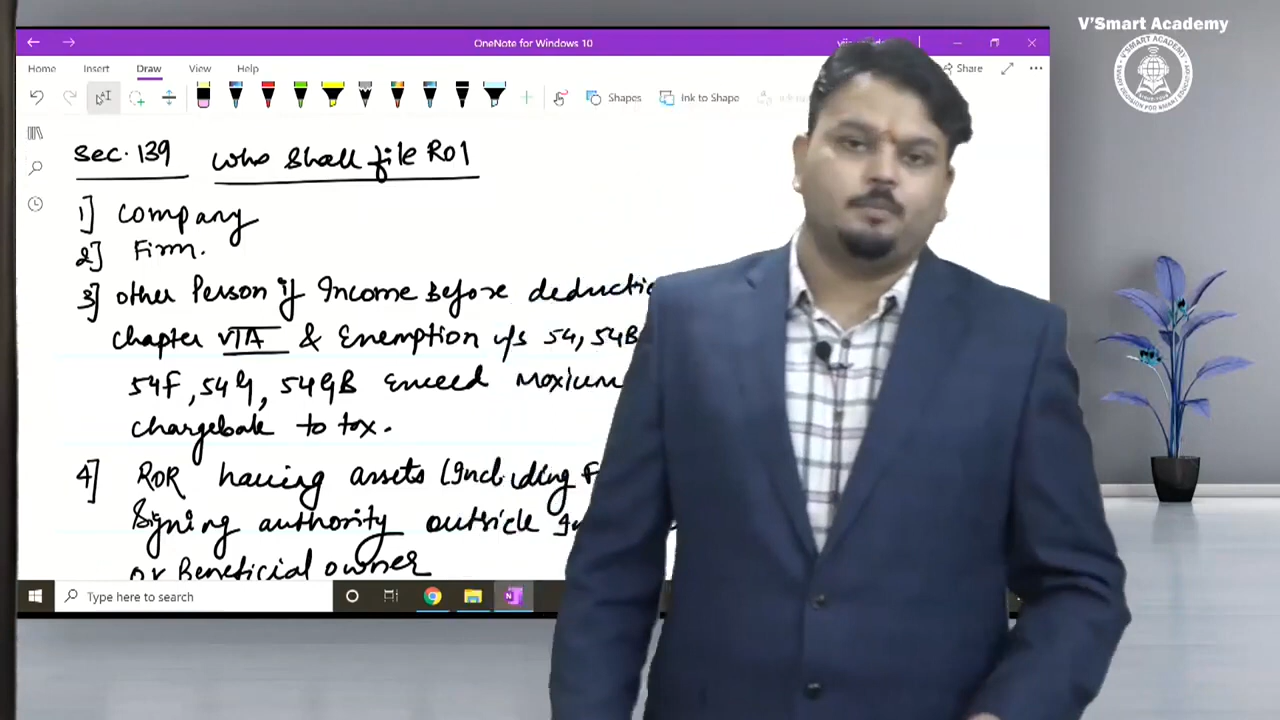 V'Smart Academy
OneNote for Windows 10
Home Insert Draw View Help Share
Shapes Ink to Shape
Sec. 139 Who Shall file ROI
1] Company
2] Firm.
3] other Person if Income Before
chapter VIA & Exemption u/s 54, 54B
54F, 54G, 54GB Exceed Maxium
chargebale to tax.
4] ROR having assets (Including
Signing authority outside
or Beneficial owner
Type here to search